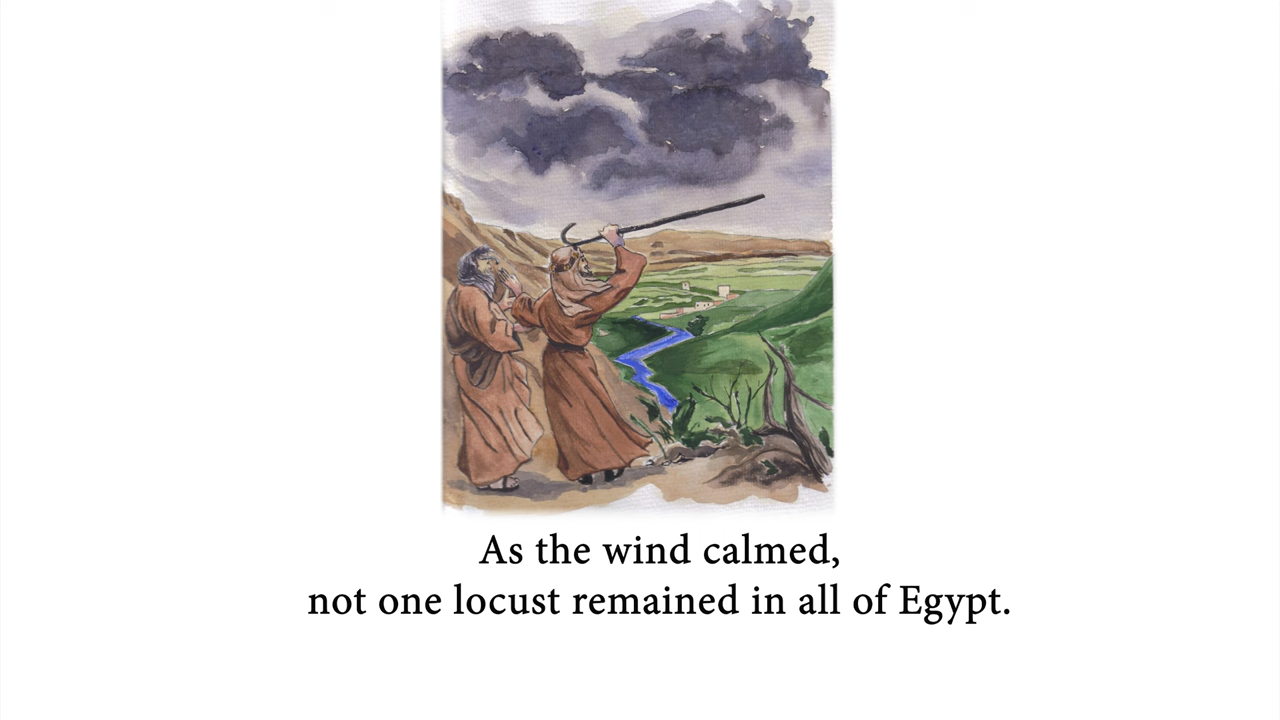 As the wind calmed,
not one locust remained in all of Egypt.